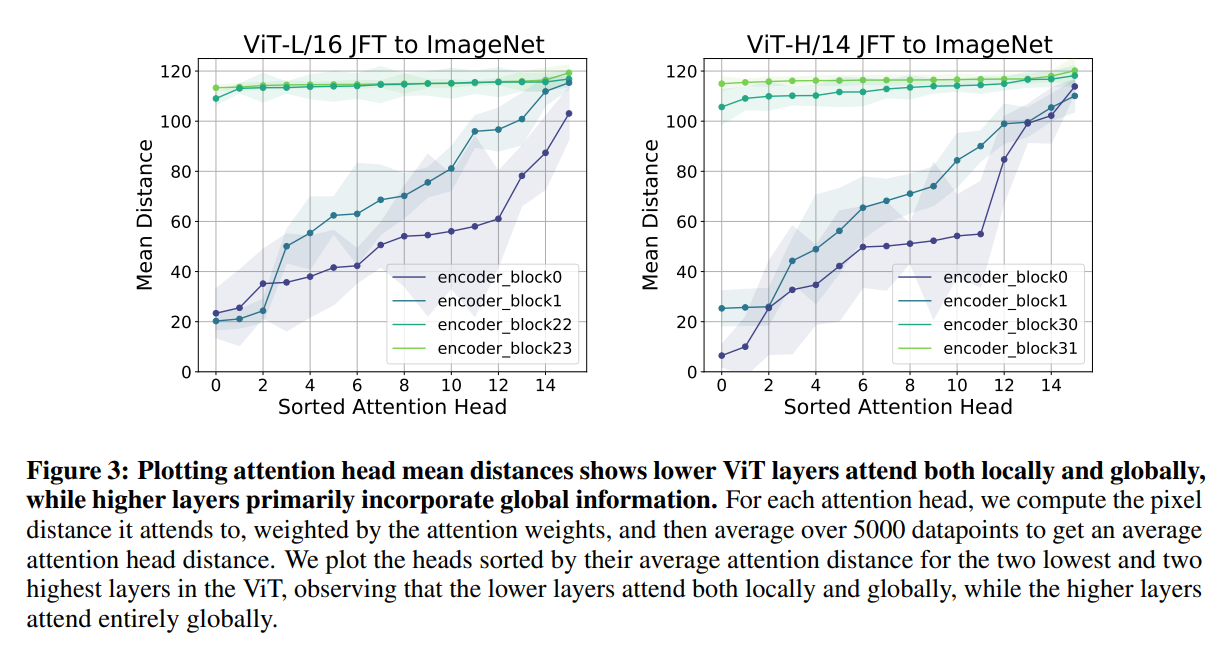 ViT-L/16 JFT to ImageNet
120
100
80
60
40
20
0
Mean Distance
encoder_block0
encoder_block1
encoder_block22
encoder_block23
0 2 4 6 8 10 12 14
Sorted Attention Head
ViT-H/14 JFT to ImageNet
120
100
80
60
40
20
0
Mean Distance
encoder_block0
encoder_block1
encoder_block30
encoder_block31
0 2 4 6 8 10 12 14
Sorted Attention Head
Figure 3: Plotting attention head mean distances shows lower ViT layers attend both locally and globally,
while higher layers primarily incorporate global information. For each attention head, we compute the pixel
distance it attends to, weighted by the attention weights, and then average over 5000 datapoints to get an average
attention head distance. We plot the heads sorted by their average attention distance for the two lowest and two
highest layers in the ViT, observing that the lower layers attend both locally and globally, while the higher layers
attend entirely globally.